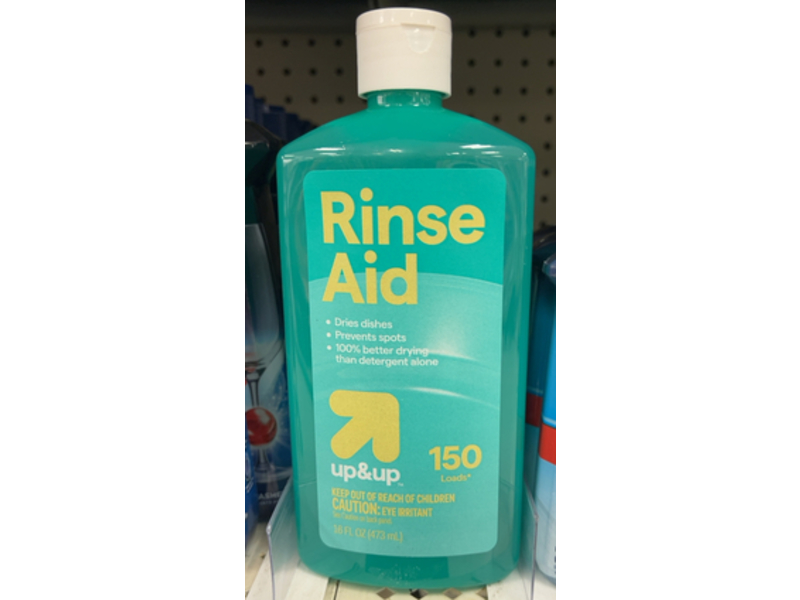 Rinse
Aid
• Dries dishes
• Prevents spots
• 100% better drying
than detergent alone
up&up™
150
Loads*
KEEP OUT OF REACH OF CHILDREN
CAUTION: EYE IRRITANT
16 FL OZ (473 mL)